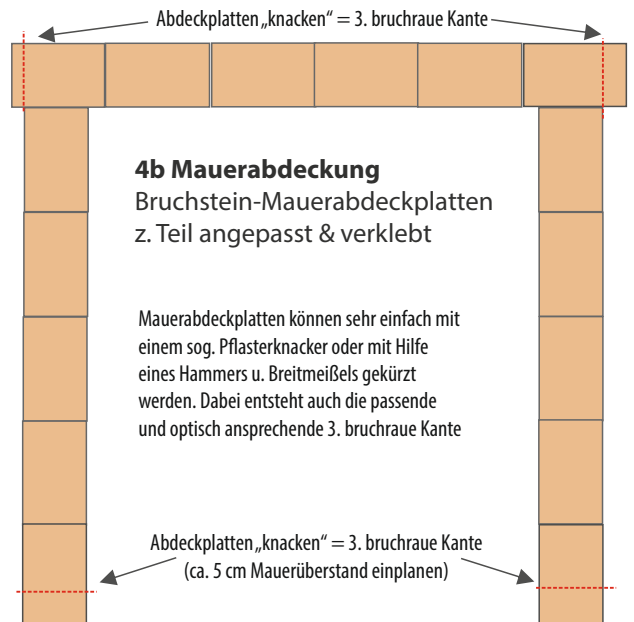 Abdeckplatten „knacken“ = 3. bruchraue Kante
4b Mauerabdeckung
Bruchstein-Mauerabdeckplatten
z. Teil angepasst & verklebt
Mauerabdeckplatten können sehr einfach mit
einem sog. Pflasterknacker oder mit Hilfe
eines Hammers u. Breitmeißels gekürzt
werden. Dabei entsteht auch die passende
und optisch ansprechende 3. bruchraue Kante
Abdeckplatten „knacken“ = 3. bruchraue Kante
(ca. 5 cm Mauerüberstand einplanen)